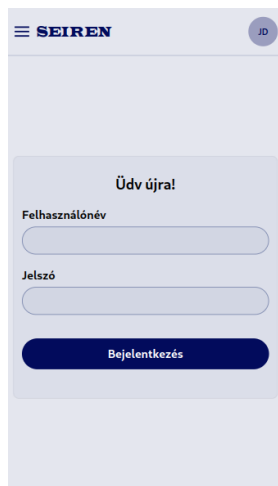 SEIREN
JD
Üdv újra!
Felhasználónév
Jelszó
Bejelentkezés